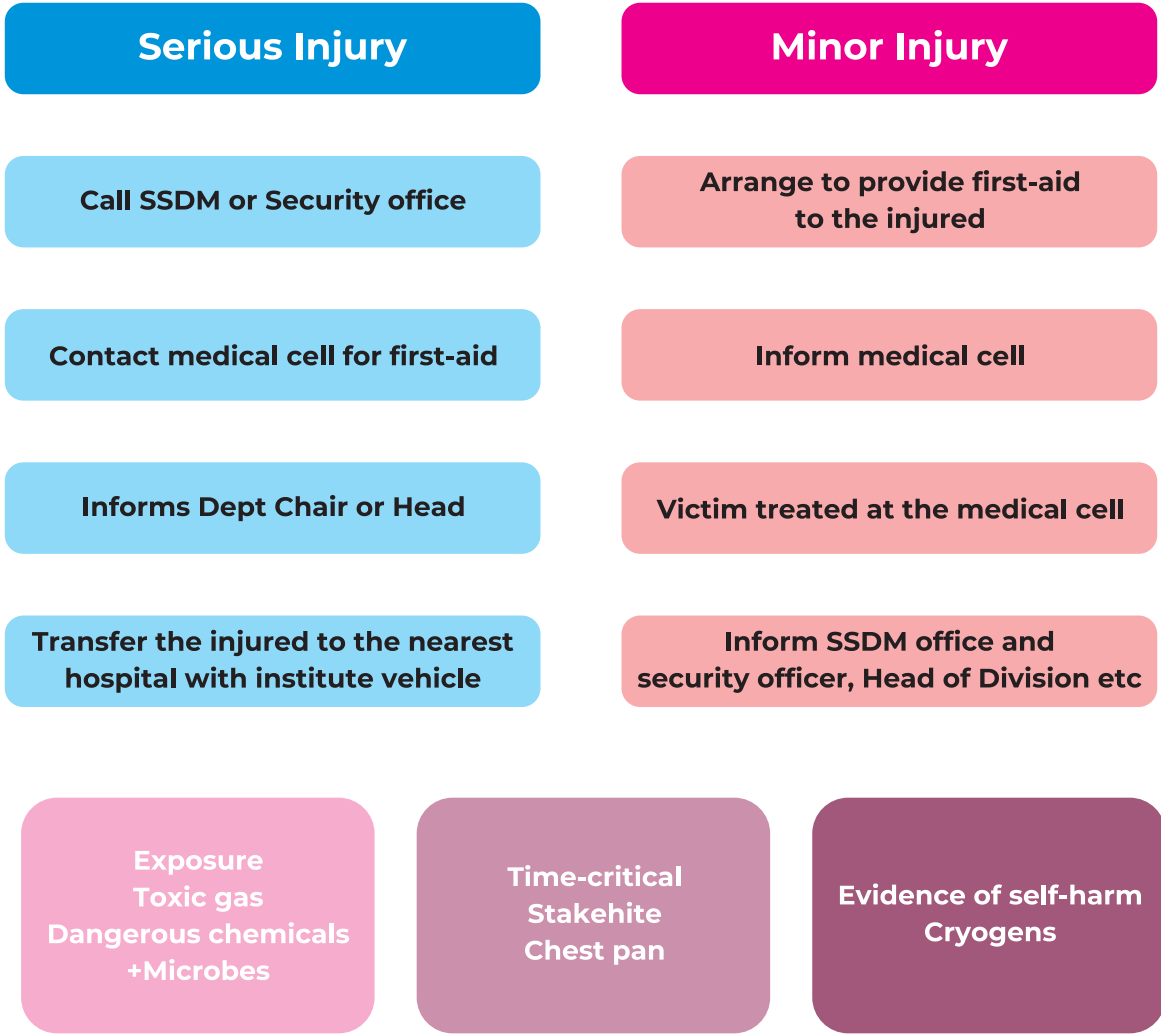 Serious Injury
Call SSDM or Security office
Contact medical cell for first-aid
Informs Dept Chair or Head
Transfer the injured to the nearest
hospital with institute vehicle
Minor Injury
Arrange to provide first-aid
to the injured
Inform medical cell
Victim treated at the medical cell
Inform SSDM office and
security officer, Head of Division etc
Exposure
Toxic gas
Dangerous chemicals
+Microbes
Time-critical
Stakehite
Chest pan
Evidence of self-harm
Cryogens